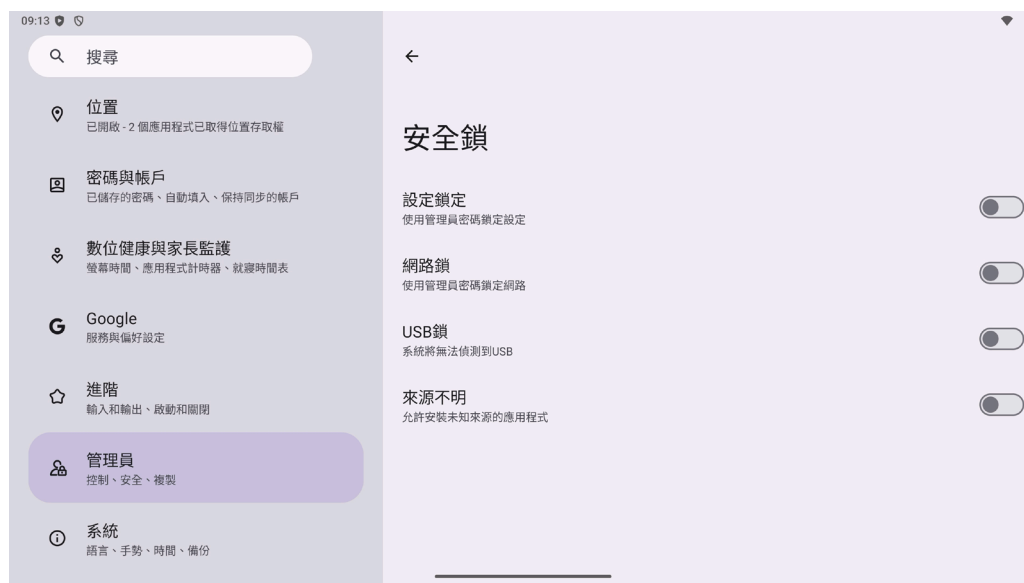 09:13
搜尋
位置
已開啟 - 2 個應用程式已取得位置存取權
密碼與帳戶
已儲存的密碼、自動填入、保持同步的帳戶
數位健康與家長監護
螢幕時間、應用程式計時器、就寢時間表
Google
服務與偏好設定
進階
輸入和輸出、啟動和關閉
管理員
控制、安全、複製
系統
語言、手勢、時間、備份
安全鎖
設定鎖定
使用管理員密碼鎖定設定
網路鎖
使用管理員密碼鎖定網路
USB鎖
系統將無法偵測到USB
來源不明
允許安裝未知來源的應用程式